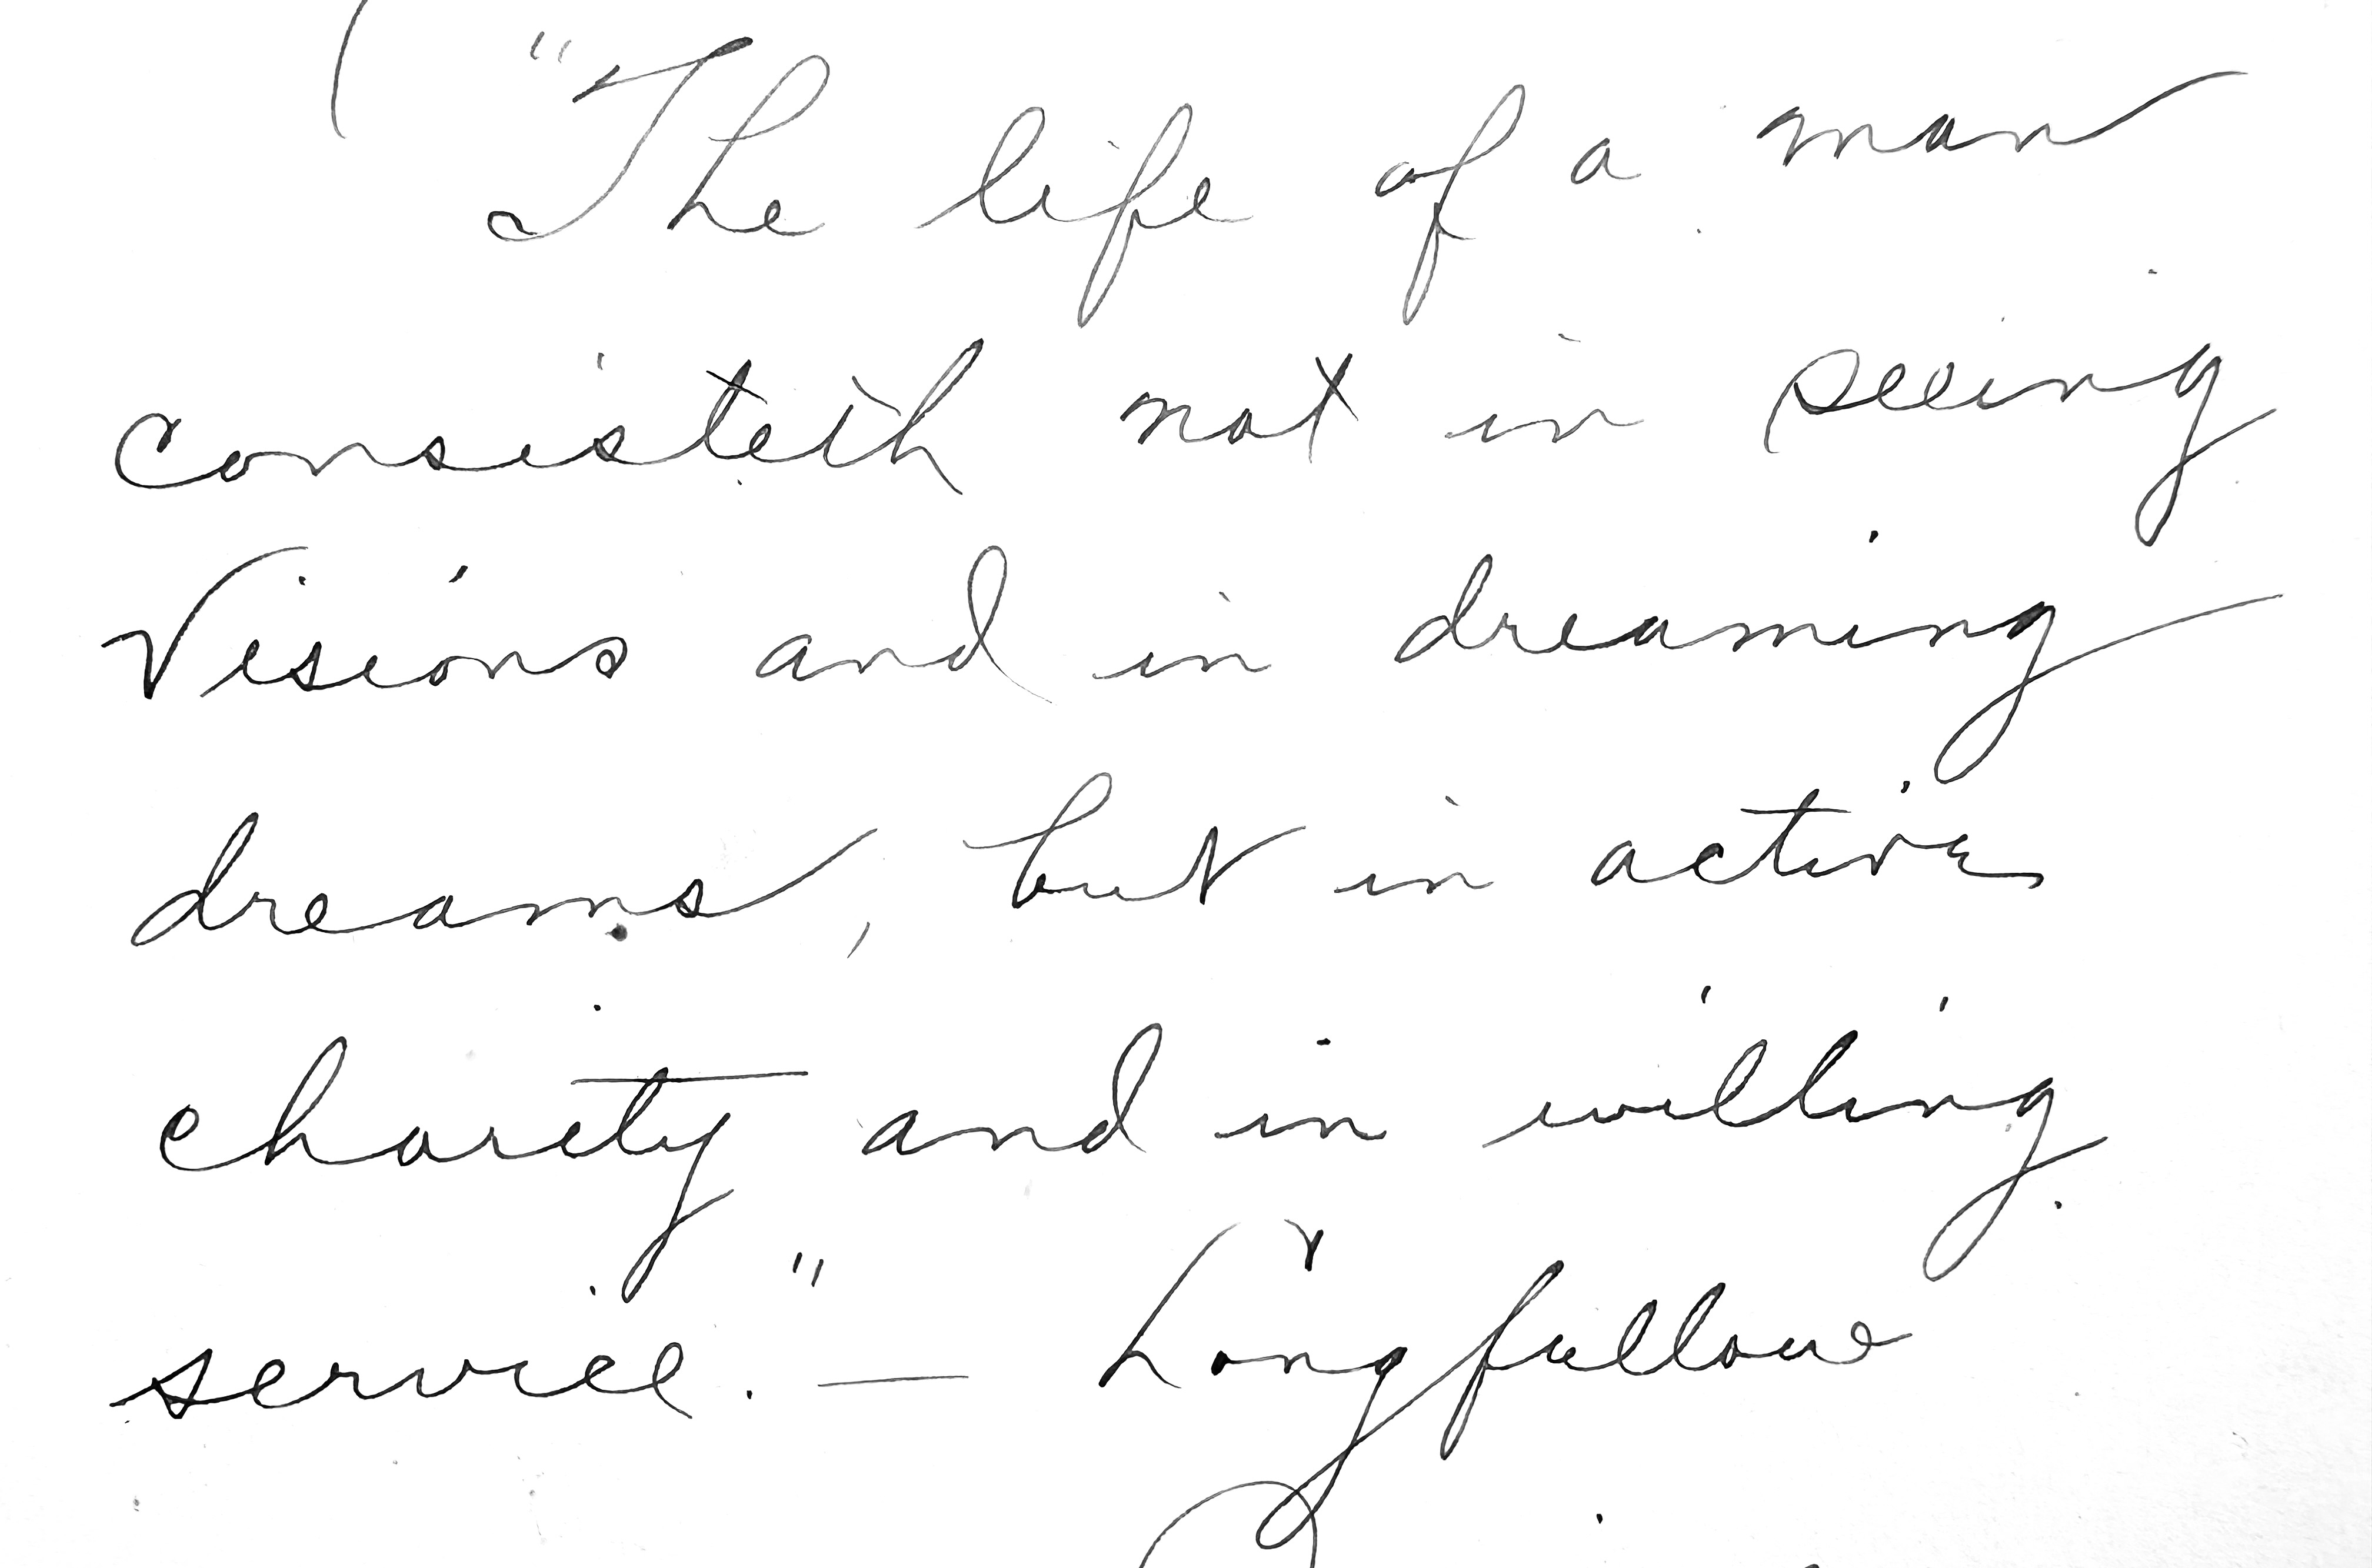 "The life of a man
consisteth not in seeing
Visions and in dreaming
dreams, but in active
charity and in willing
service." — Longfellow